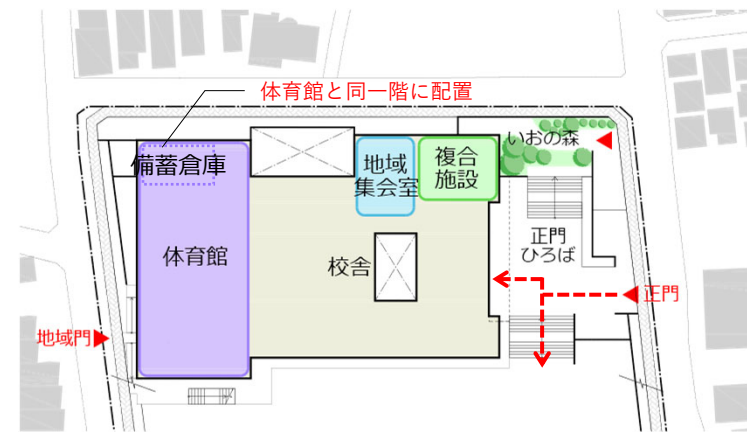 体育館と同一階に配置
いおの森
備蓄倉庫
地域
集会室
複合
施設
正門
ひろば
体育館
校舎
正門
地域門